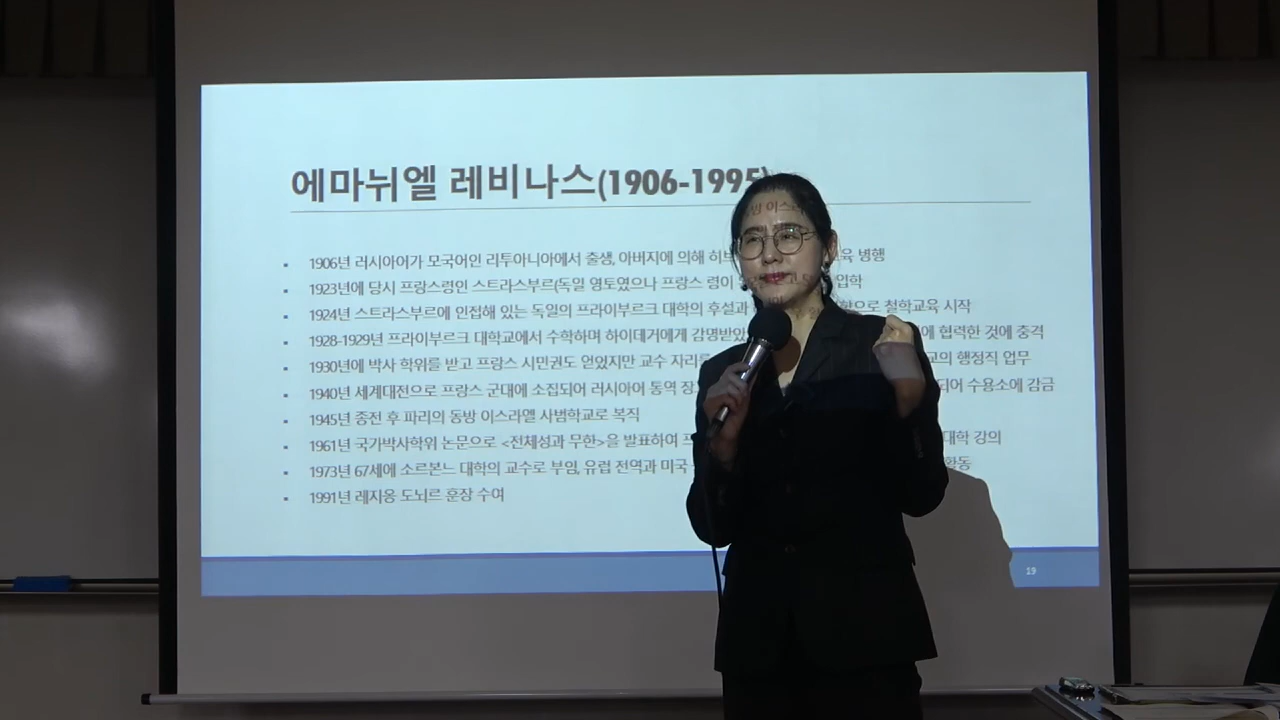 에마뉘엘 레비나스(1906-1995)
1906년 러시아어가 모국어인 리투아니아에서 출생, 아버지에 의해 히브 병행
1923년에 당시 프랑스령인 스트라스부르(독일 영토였으나 프랑스 령이
1924년 스트라스부르에 인접해 있는 독일의 프라이부르크 대학의 후설과 으로 철학교육 시작
1928-1929년 프라이부르크 대학교에서 수학하며 하이데거에게 감명받았 에 협력한 것에 충격
1930년에 박사 학위를 받고 프랑스 시민권도 얻었지만 교수 자리를 교의 행정직 업무
1940년 세계대전으로 프랑스 군대에 소집되어 러시아어 통역 장 되어 수용소에 감금
1945년 종전 후 파리의 동방 이스라엘 사범학교로 복직
1961년 국가박사학위 논문으로 <전체성과 무한>을 발표하여 대학 강의
1973년 67세에 소르본느 대학의 교수로 부임, 유럽 전역과 미국 활동
1991년 레지옹 도뇌르 훈장 수여
19